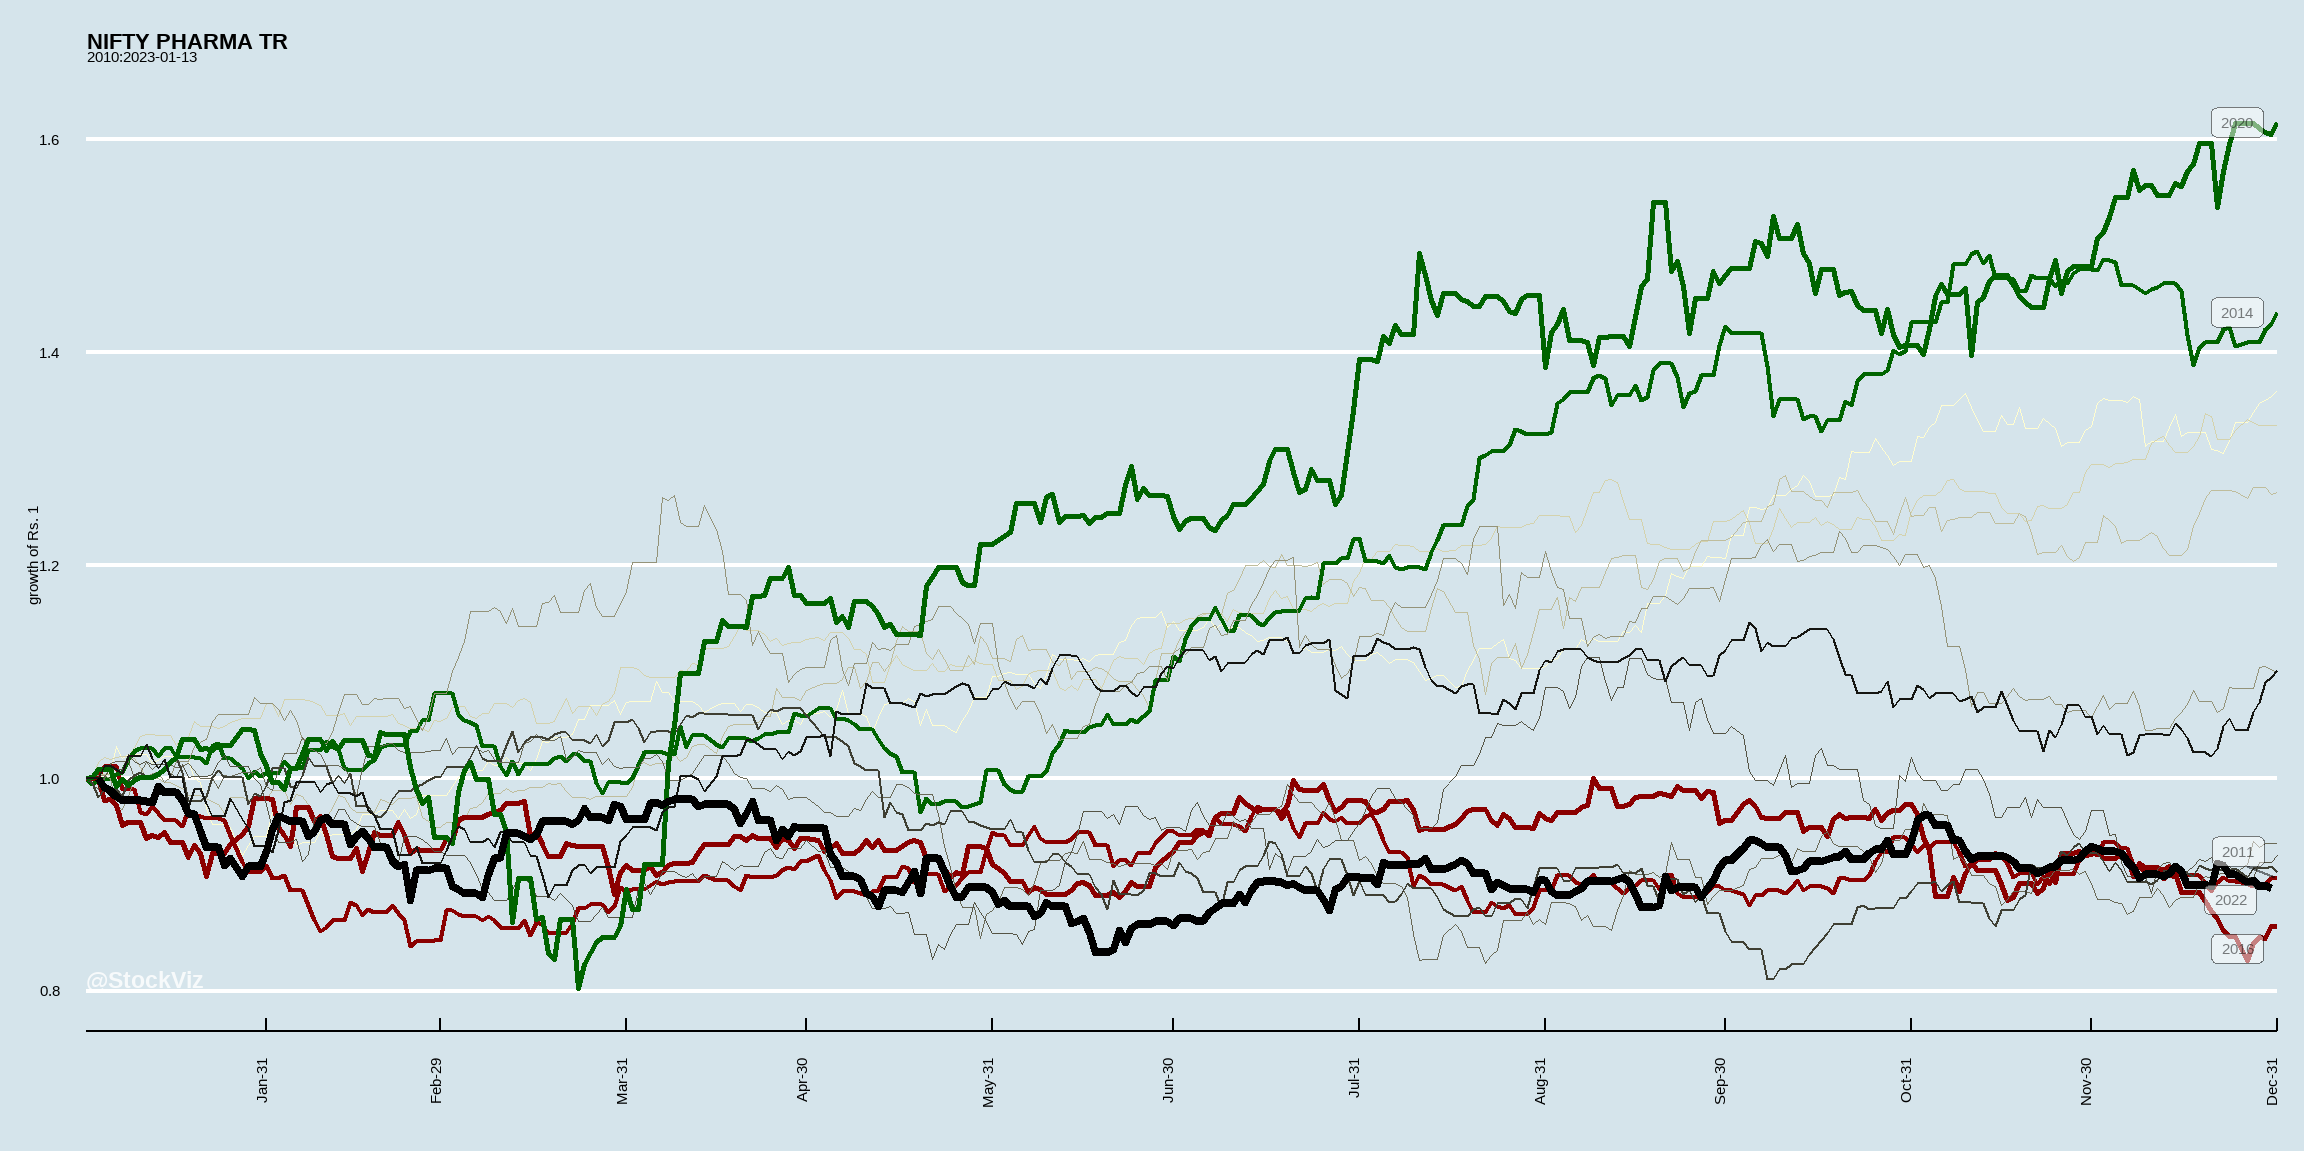 NIFTY PHARMA TR
2010:2023-01-13
growth of Rs. 1
1.6
1.4
1.2
1.0
0.8
2020
2014
2011
2022
2016
@StockViz
Jan-31
Feb-29
Mar-31
Apr-30
May-31
Jun-30
Jul-31
Aug-31
Sep-30
Oct-31
Nov-30
Dec-31